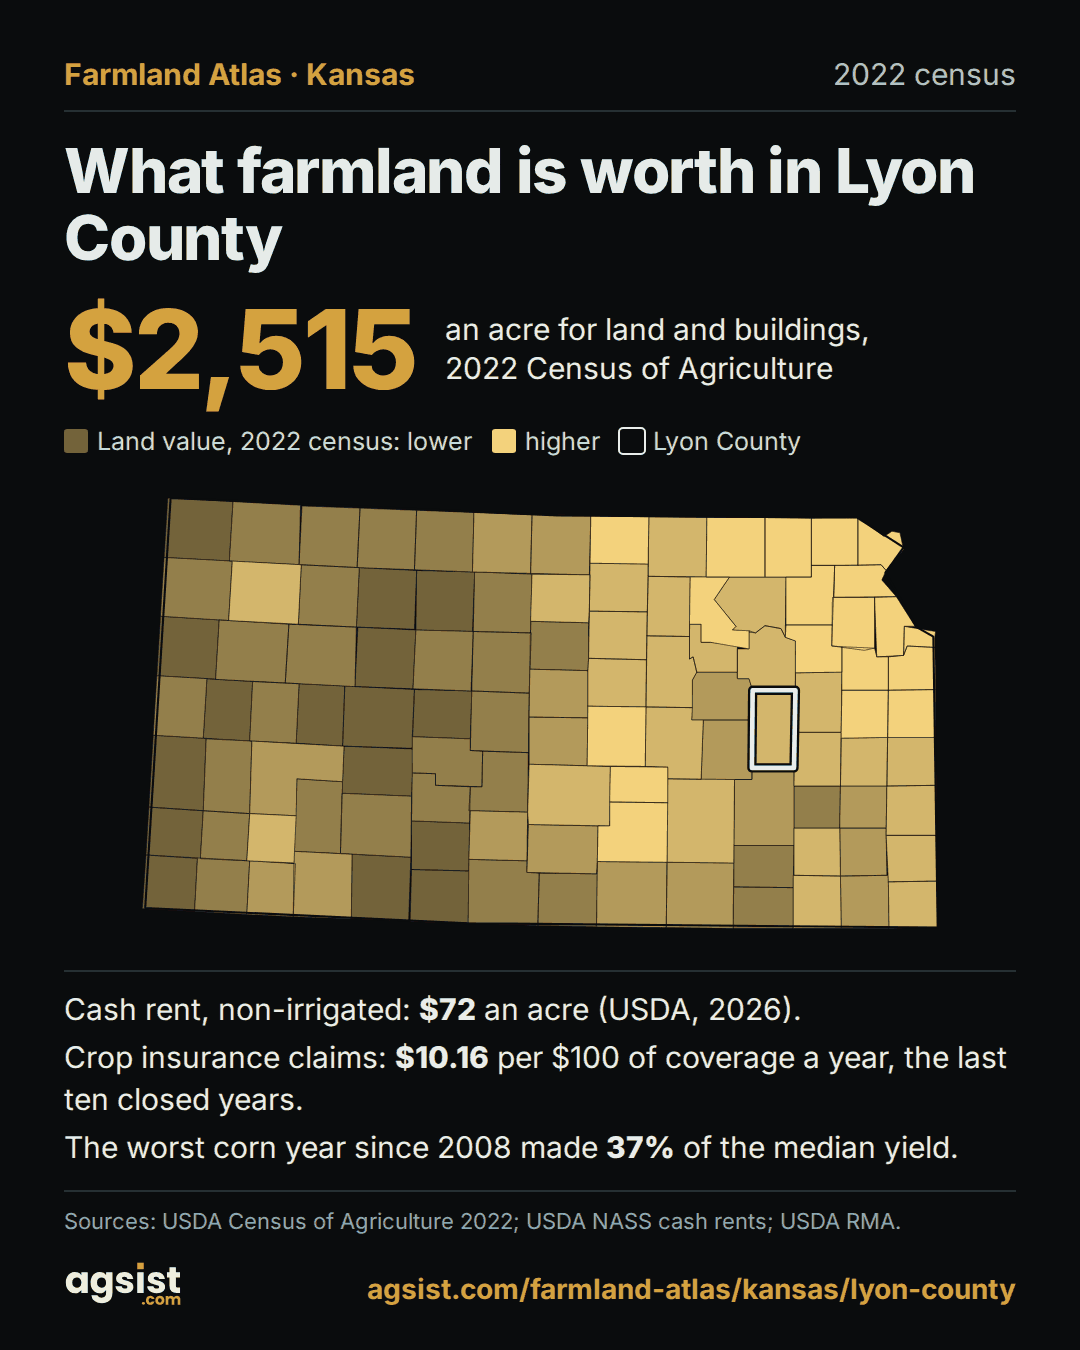 Farmland Atlas · Kansas
2022 census
What farmland is worth in Lyon
County
$2,515
an acre for land and buildings,
2022 Census of Agriculture
Land value, 2022 census: lower
higher
Lyon County
Cash rent, non-irrigated: $72 an acre (USDA, 2026).
Crop insurance claims: $10.16 per $100 of coverage a year, the last
ten closed years.
The worst corn year since 2008 made 37% of the median yield.
Sources: USDA Census of Agriculture 2022; USDA NASS cash rents; USDA RMA.
agsist
.com
agsist.com/farmland-atlas/kansas/lyon-county